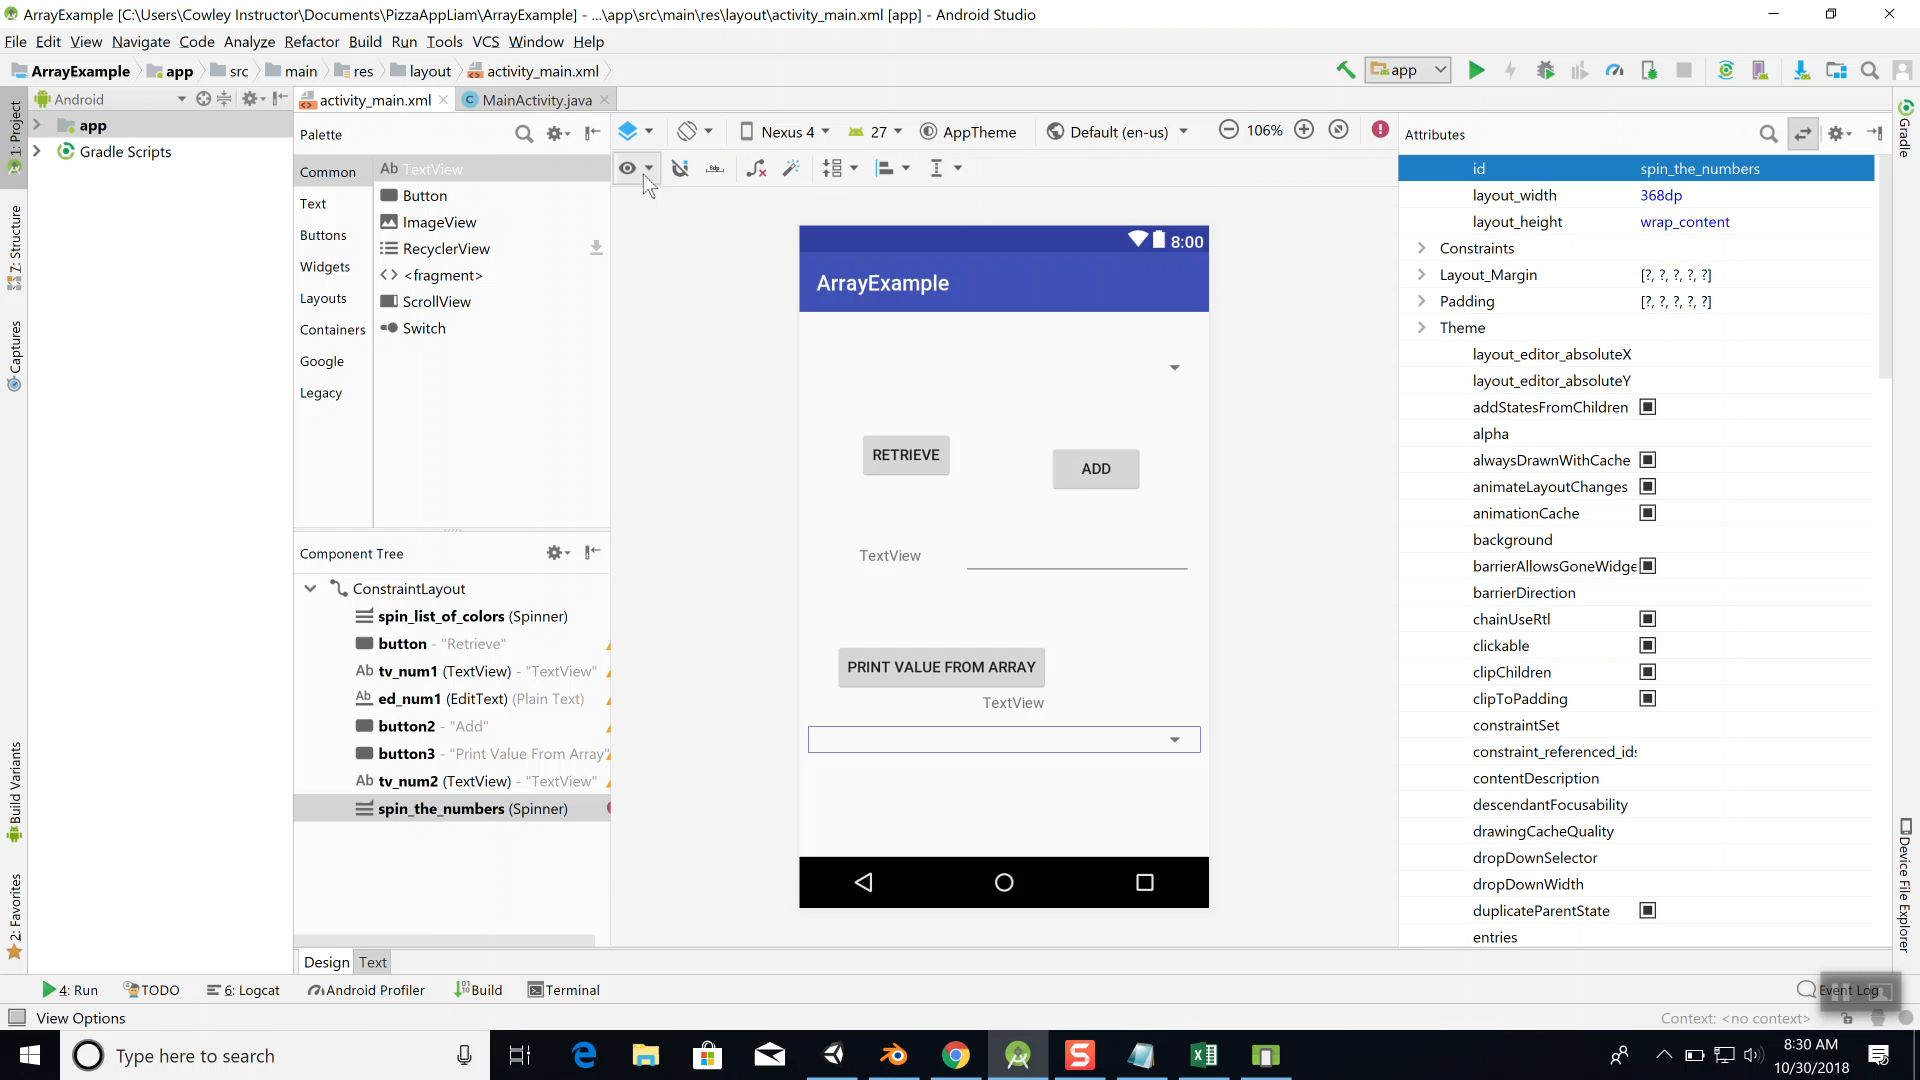 ArrayExample [C:\Users\Cowley Instructor\Documents\PizzaAppLiam\ArrayExample] - ...\app\src\main\res\layout\activity_main.xml [app] - Android Studio
File Edit View Navigate Code Analyze Refactor Build Run Tools VCS Window Help
ArrayExample app src main res layout activity_main.xml app
Android activity_main.xml MainActivity.java
1: Project
Z: Structure
Captures
Build Variants
2: Favorites
app
Gradle Scripts
Palette
Common
Text
Buttons
Widgets
Layouts
Containers
Google
Legacy
Ab TextView
Button
ImageView
RecyclerView
<fragment>
ScrollView
Switch
Nexus 4 27 AppTheme Default (en-us) 106%
8dp
8:00
ArrayExample
RETRIEVE
ADD
TextView
PRINT VALUE FROM ARRAY
TextView
Component Tree
ConstraintLayout
spin_list_of_colors (Spinner)
button - "Retrieve"
Ab tv_num1 (TextView) - "TextView"
Ab ed_num1 (EditText) (Plain Text)
button2 - "Add"
button3 - "Print Value From Array"
Ab tv_num2 (TextView) - "TextView"
spin_the_numbers (Spinner)
Design Text
Attributes
id spin_the_numbers
layout_width 368dp
layout_height wrap_content
Constraints
Layout_Margin [?, ?, ?, ?, ?]
Padding [?, ?, ?, ?, ?]
Theme
layout_editor_absoluteX
layout_editor_absoluteY
addStatesFromChildren
alpha
alwaysDrawnWithCache
animateLayoutChanges
animationCache
background
barrierAllowsGoneWidge
barrierDirection
chainUseRtl
clickable
clipChildren
clipToPadding
constraintSet
constraint_referenced_ids
contentDescription
descendantFocusability
drawingCacheQuality
dropDownSelector
dropDownWidth
duplicateParentState
entries
Gradle
Device File Explorer
4: Run TODO 6: Logcat Android Profiler Build Terminal Event Log
View Options Context: <no context>
Type here to search
8:30 AM
10/30/2018